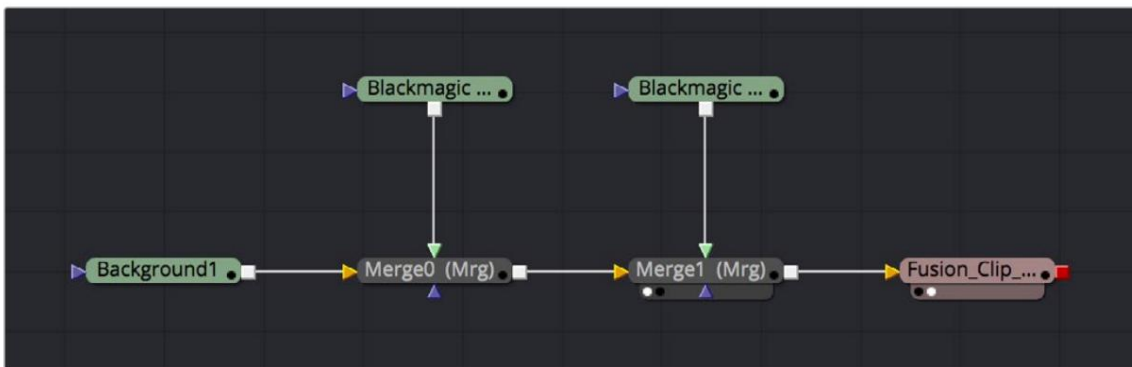 Blackmagic ...
Blackmagic ...
Background1
Merge0 (Mrg)
Merge1 (Mrg)
Fusion_Clip_...